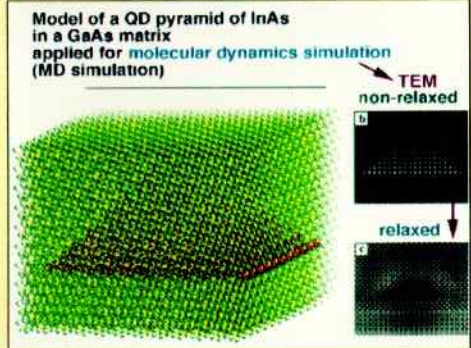 Model of a QD pyramid of InAs
in a GaAs matrix
applied for molecular dynamics simulation
(MD simulation)
TEM
non-relaxed
b
relaxed
c